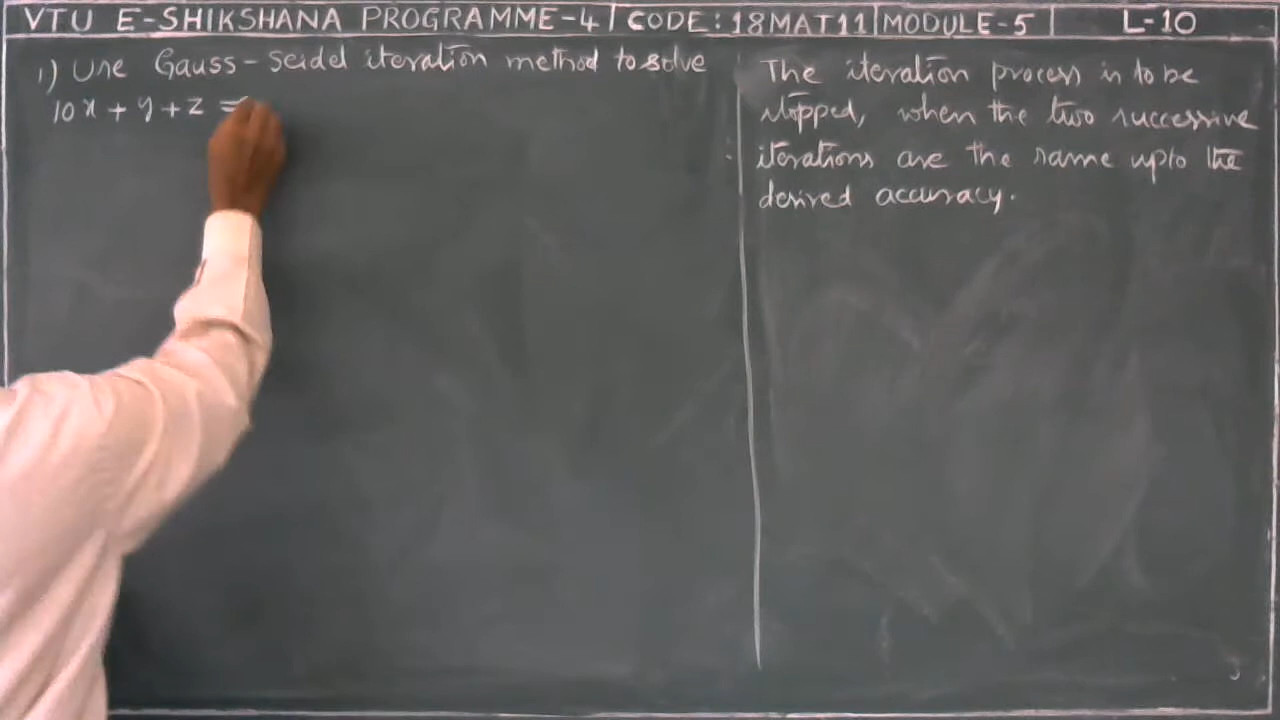 VTU E-SHIKSHANA PROGRAMME-4 | CODE: 18MAT11 | MODULE-5 | L-10
1) Use Gauss-Seidel iteration method to solve
10x + y + z =
The iteration process is to be
stopped, when the two successive
iterations are the same upto the
desired accuracy.